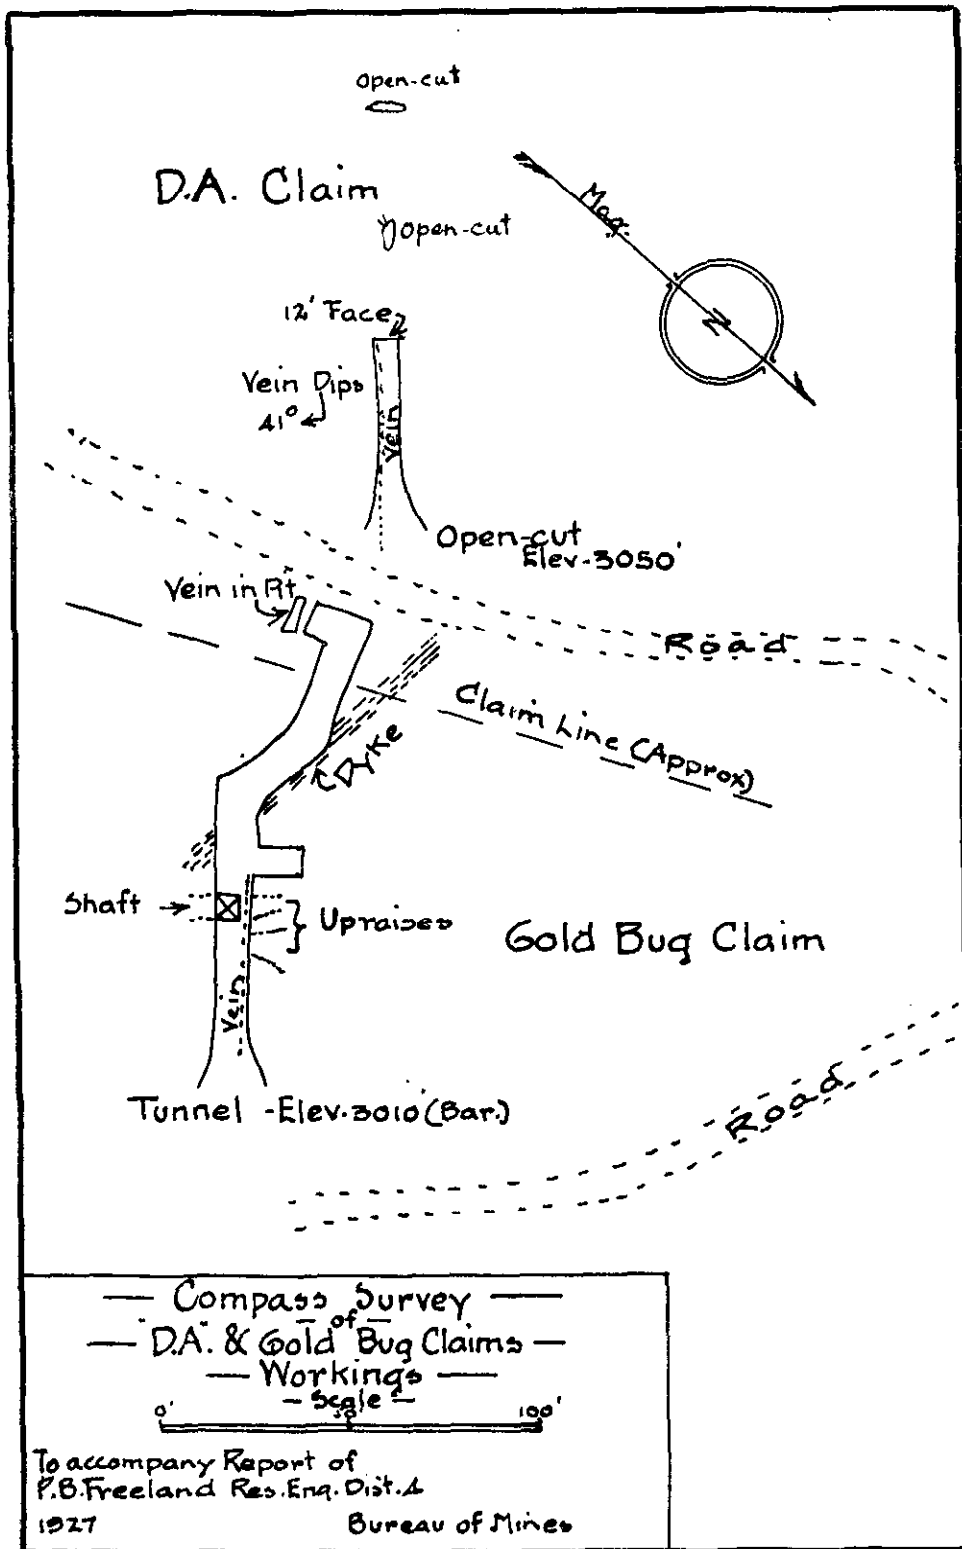 Open-cut
D.A. Claim
Mag.
N
Open-cut
12' Face
Vein Dips
41°
Vein
Open-cut
Elev-3050'
Vein in Pit
Road
Claim Line (Approx)
Dyke
Shaft
Upraises
Gold Bug Claim
Vein
Tunnel - Elev. 3010 (Bar.)
Road
Compass Survey
of
D.A. & Gold Bug Claims
Workings
Scale
0' 50' 100'
To accompany Report of
P.B. Freeland Res. Eng. Dist. 6
1927 Bureau of Mines